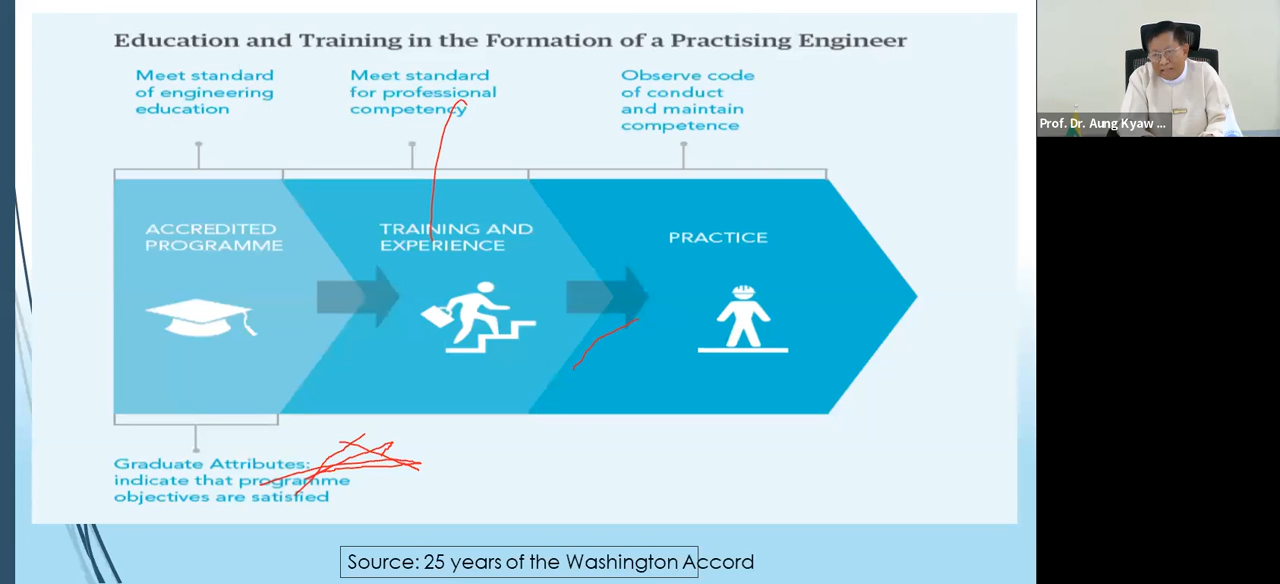 Education and Training in the Formation of a Practising Engineer
Meet standard
of engineering
education
Meet standard
for professional
competency
Observe code
of conduct
and maintain
competence
ACCREDITED
PROGRAMME
TRAINING AND
EXPERIENCE
PRACTICE
Graduate Attributes:
indicate that programme
objectives are satisfied
Source: 25 years of the Washington Accord
Prof. Dr. Aung Kyaw ...